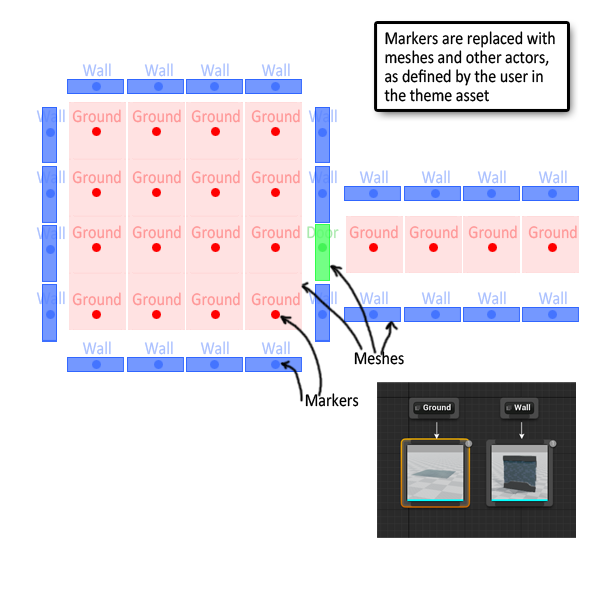 Markers are replaced with
meshes and other actors,
as defined by the user in
the theme asset
Wall Wall Wall Wall
Wall Ground Ground Ground Ground Wall
Wall Ground Ground Ground Ground Wall
Wall Wall Wall Wall
Wall Ground Ground Ground Ground Door Ground Ground Ground Ground
Wall Ground Ground Ground Ground Wall Wall Wall Wall Wall
Wall Wall Wall Wall
Meshes
Markers
Ground Wall